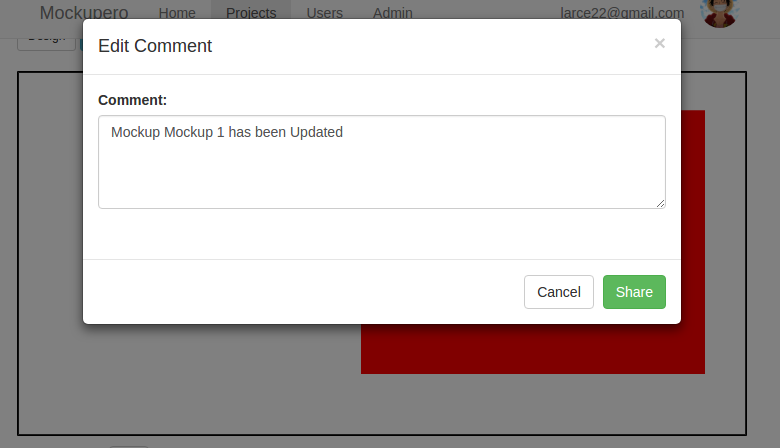 Mockupero Home Projects Users Admin larce22@gmail.com
Design
Edit Comment ×
Comment:
Mockup Mockup 1 has been Updated
Cancel Share